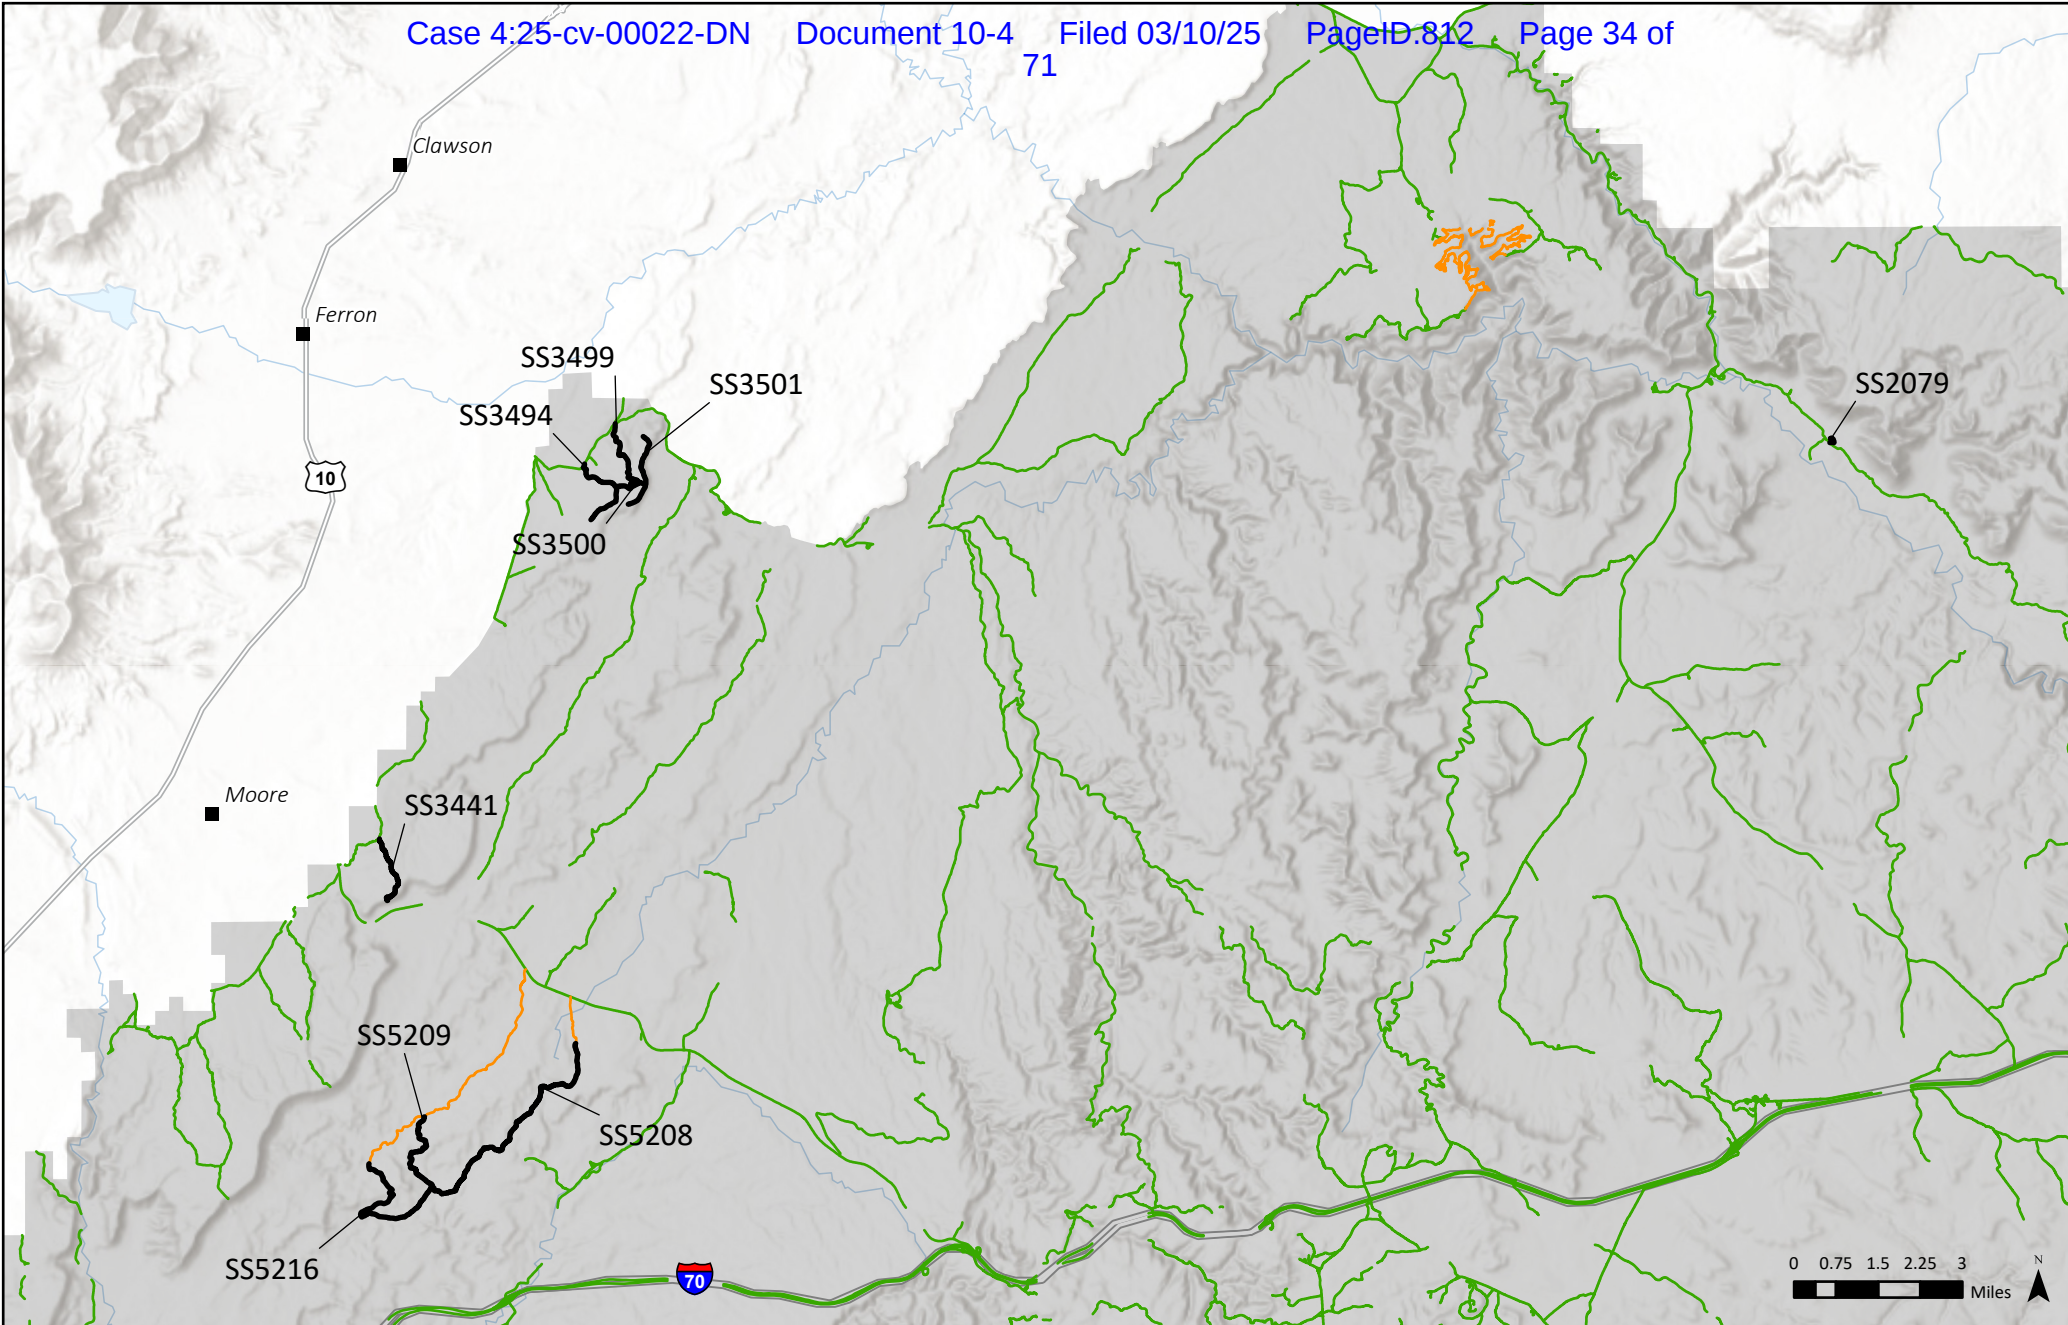 Case 4:25-cv-00022-DN Document 10-4 Filed 03/10/25 PageID.812 Page 34 of
71
Clawson
Ferron
SS3499
SS3501
SS2079
SS3494
10
SS3500
Moore
SS3441
SS5209
SS5208
SS5216
70
0 0.75 1.5 2.25 3
Miles
N